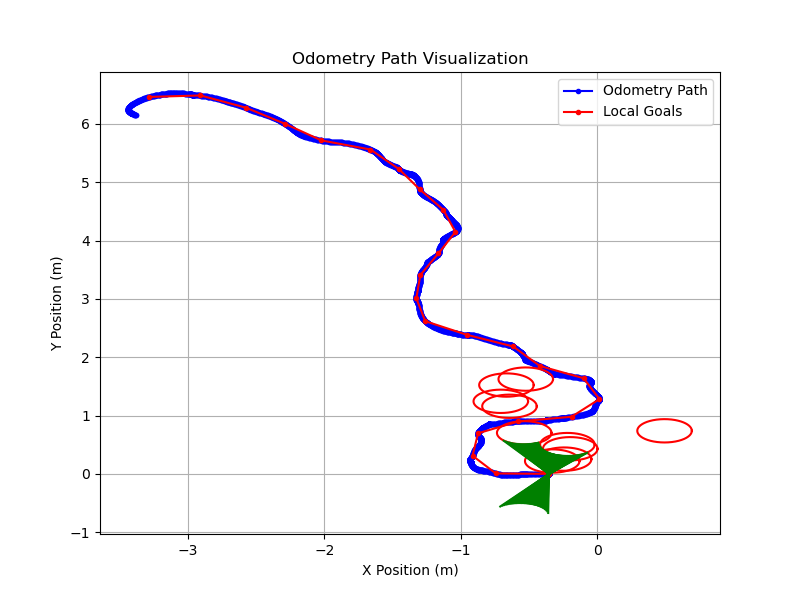 Odometry Path Visualization
Odometry Path
Local Goals
Y Position (m)
6
5
4
3
2
1
0
−1
−3
−2
−1
0
X Position (m)